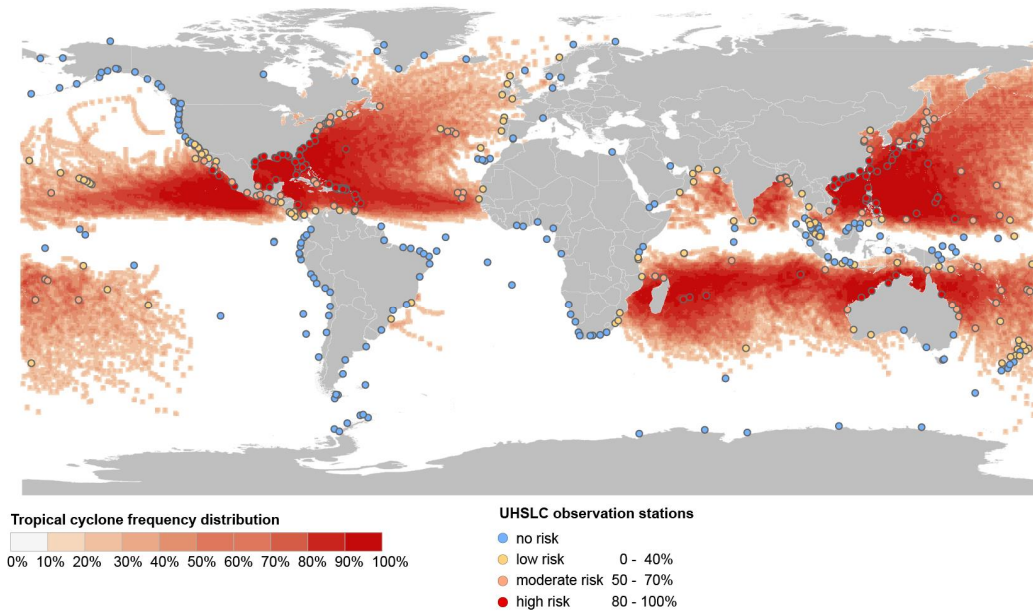 Tropical cyclone frequency distribution
0% 10% 20% 30% 40% 50% 60% 70% 80% 90% 100%
UHSLC observation stations
no risk
low risk 0 - 40%
moderate risk 50 - 70%
high risk 80 - 100%